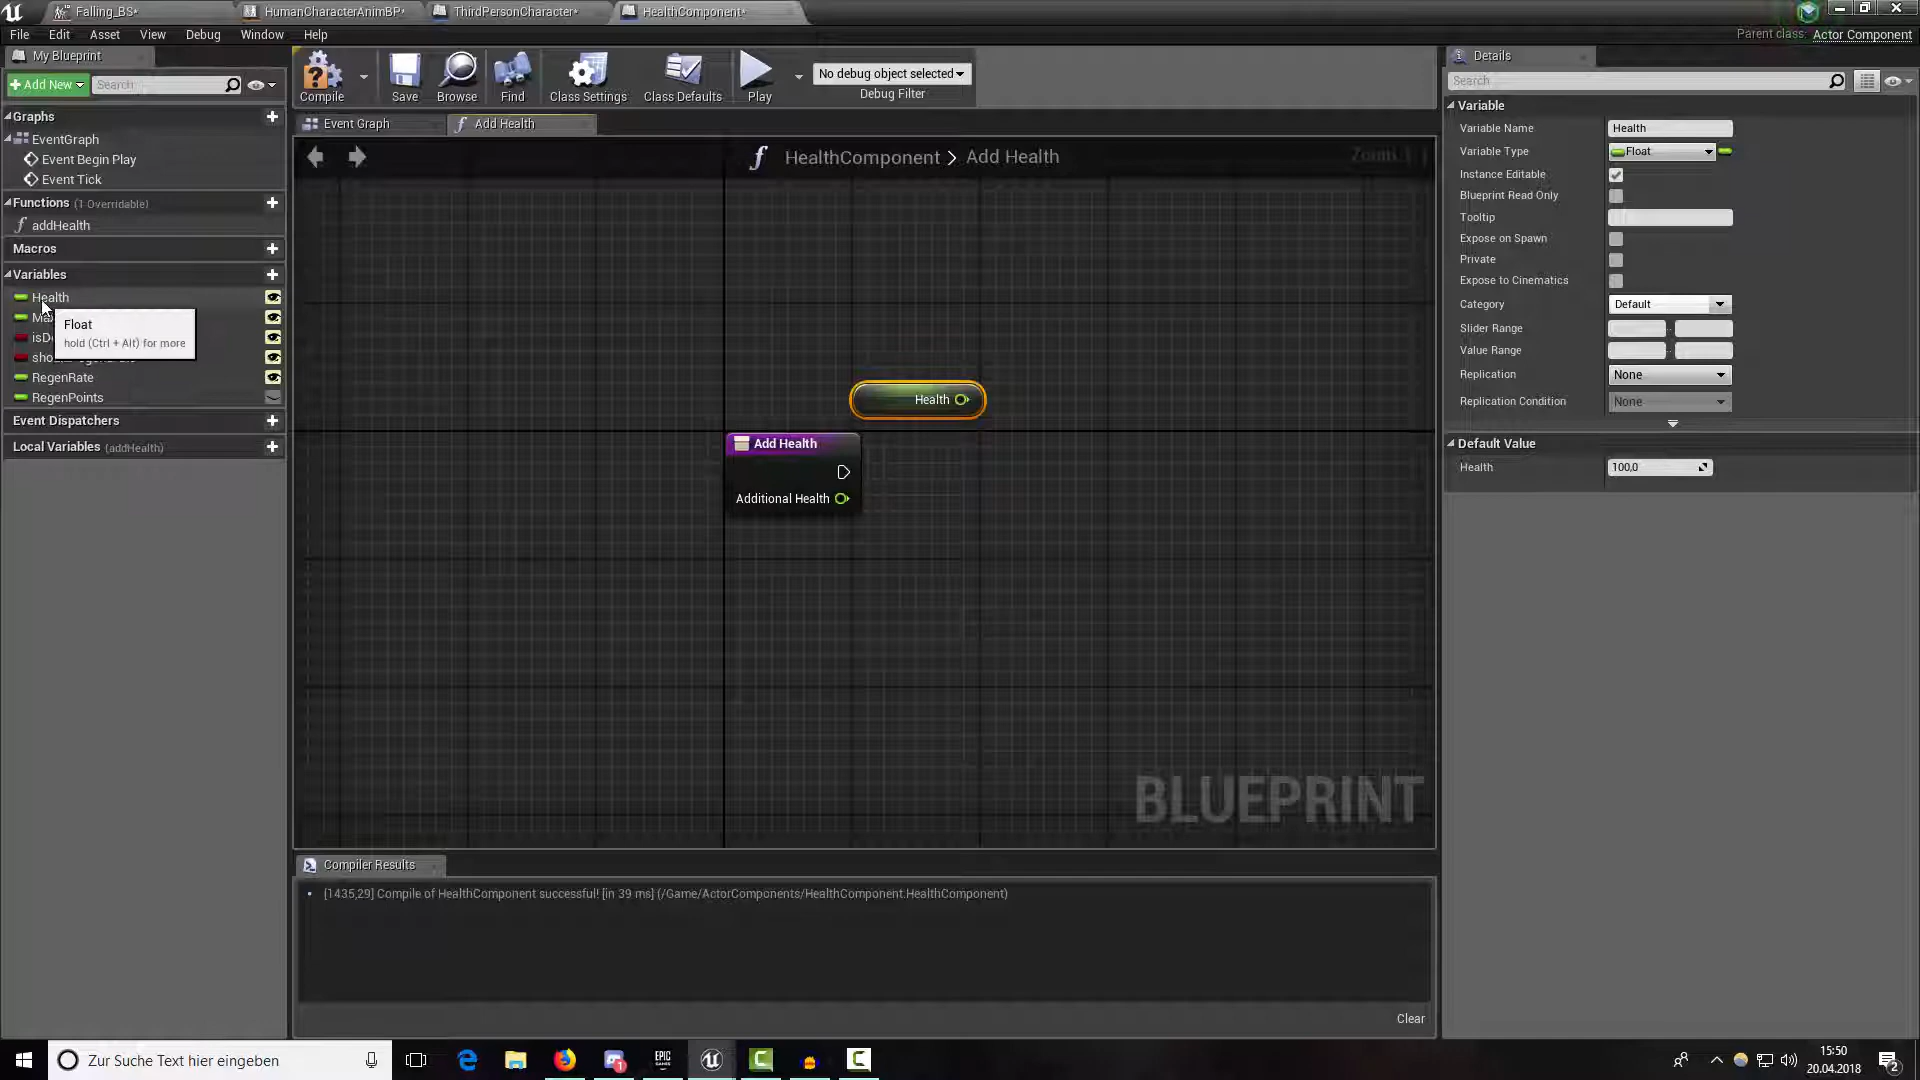 Falling_BS*
HumanCharacterAnimBP*
ThirdPersonCharacter*
HealthComponent*
File
Edit
Asset
View
Debug
Window
Help
Parent class: Actor Component
My Blueprint
Add New
Search
Compile
Save
Browse
Find
Class Settings
Class Defaults
Play
No debug object selected
Debug Filter
Details
Search
Graphs
EventGraph
Event Begin Play
Event Tick
Functions (1 Overridable)
addHealth
Macros
Variables
Health
Float
hold (Ctrl + Alt) for more
RegenRate
RegenPoints
Event Dispatchers
Local Variables (addHealth)
Event Graph
Add Health
HealthComponent > Add Health
Health
Add Health
Additional Health
BLUEPRINT
Variable
Variable Name
Health
Variable Type
Float
Instance Editable
Blueprint Read Only
Tooltip
Expose on Spawn
Private
Expose to Cinematics
Category
Default
Slider Range
Value Range
Replication
None
Replication Condition
None
Default Value
Health
100,0
Compiler Results
[1435,29] Compile of HealthComponent successful! [in 39 ms] (/Game/ActorComponents/HealthComponent.HealthComponent)
Clear
Zur Suche Text hier eingeben
EPIC
GAMES
15:50
20.04.2018
2